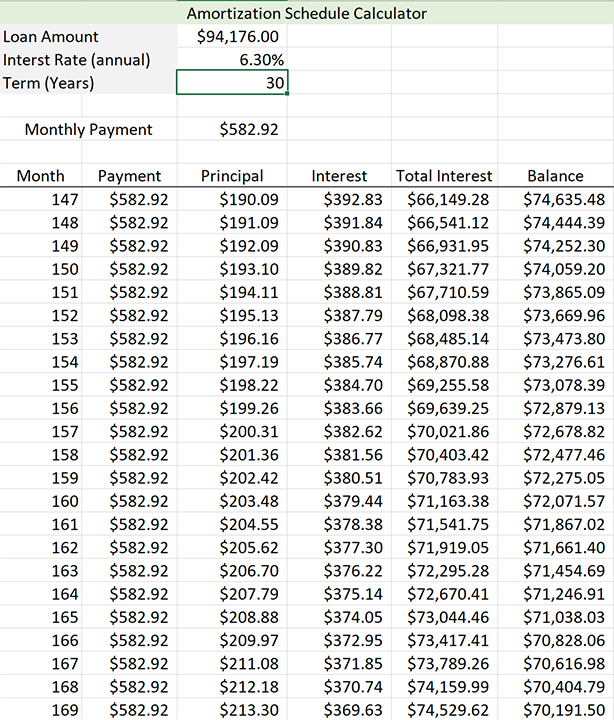 Amortization Schedule Calculator
Loan Amount $94,176.00
Interst Rate (annual) 6.30%
Term (Years) 30
Monthly Payment $582.92
Month Payment Principal Interest Total Interest Balance
147 $582.92 $190.09 $392.83 $66,149.28 $74,635.48
148 $582.92 $191.09 $391.84 $66,541.12 $74,444.39
149 $582.92 $192.09 $390.83 $66,931.95 $74,252.30
150 $582.92 $193.10 $389.82 $67,321.77 $74,059.20
151 $582.92 $194.11 $388.81 $67,710.59 $73,865.09
152 $582.92 $195.13 $387.79 $68,098.38 $73,669.96
153 $582.92 $196.16 $386.77 $68,485.14 $73,473.80
154 $582.92 $197.19 $385.74 $68,870.88 $73,276.61
155 $582.92 $198.22 $384.70 $69,255.58 $73,078.39
156 $582.92 $199.26 $383.66 $69,639.25 $72,879.13
157 $582.92 $200.31 $382.62 $70,021.86 $72,678.82
158 $582.92 $201.36 $381.56 $70,403.42 $72,477.46
159 $582.92 $202.42 $380.51 $70,783.93 $72,275.05
160 $582.92 $203.48 $379.44 $71,163.38 $72,071.57
161 $582.92 $204.55 $378.38 $71,541.75 $71,867.02
162 $582.92 $205.62 $377.30 $71,919.05 $71,661.40
163 $582.92 $206.70 $376.22 $72,295.28 $71,454.69
164 $582.92 $207.79 $375.14 $72,670.41 $71,246.91
165 $582.92 $208.88 $374.05 $73,044.46 $71,038.03
166 $582.92 $209.97 $372.95 $73,417.41 $70,828.06
167 $582.92 $211.08 $371.85 $73,789.26 $70,616.98
168 $582.92 $212.18 $370.74 $74,159.99 $70,404.79
169 $582.92 $213.30 $369.63 $74,529.62 $70,191.50